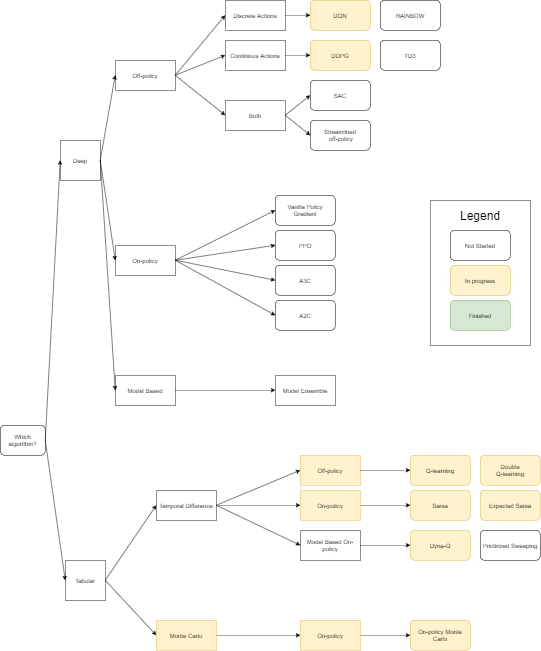 Discrete Actions
DQN
RAINBOW
Continious Actions
DDPG
TD3
Off-policy
SAC
Both
Streamlined
off-policy
Deep
Vanilla Policy
Gradient
Legend
PPO
Not Started
On-policy
A3C
In progress
A2C
Finished
Model Based
Model Ensemble
Which
algorithm?
Off-policy
Q-learning
Double
Q-learning
Temporal Difference
On-policy
Sarsa
Expected Sarsa
Model Based On-
policy
Dyna-Q
Priotirized Sweeping
Tabular
Monte Carlo
On-policy
On-policy Monte
Carlo